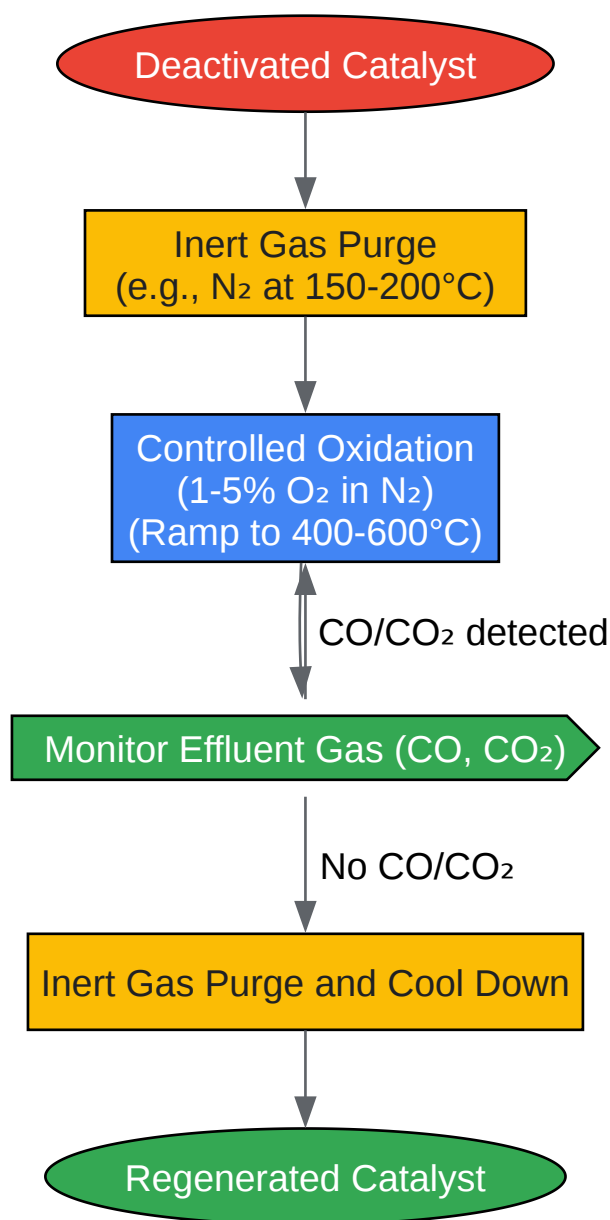 Deactivated Catalyst
Inert Gas Purge
(e.g., N₂ at 150-200°C)
Controlled Oxidation
(1-5% O₂ in N₂)
(Ramp to 400-600°C)
CO/CO₂ detected
Monitor Effluent Gas (CO, CO₂)
No CO/CO₂
Inert Gas Purge and Cool Down
Regenerated Catalyst